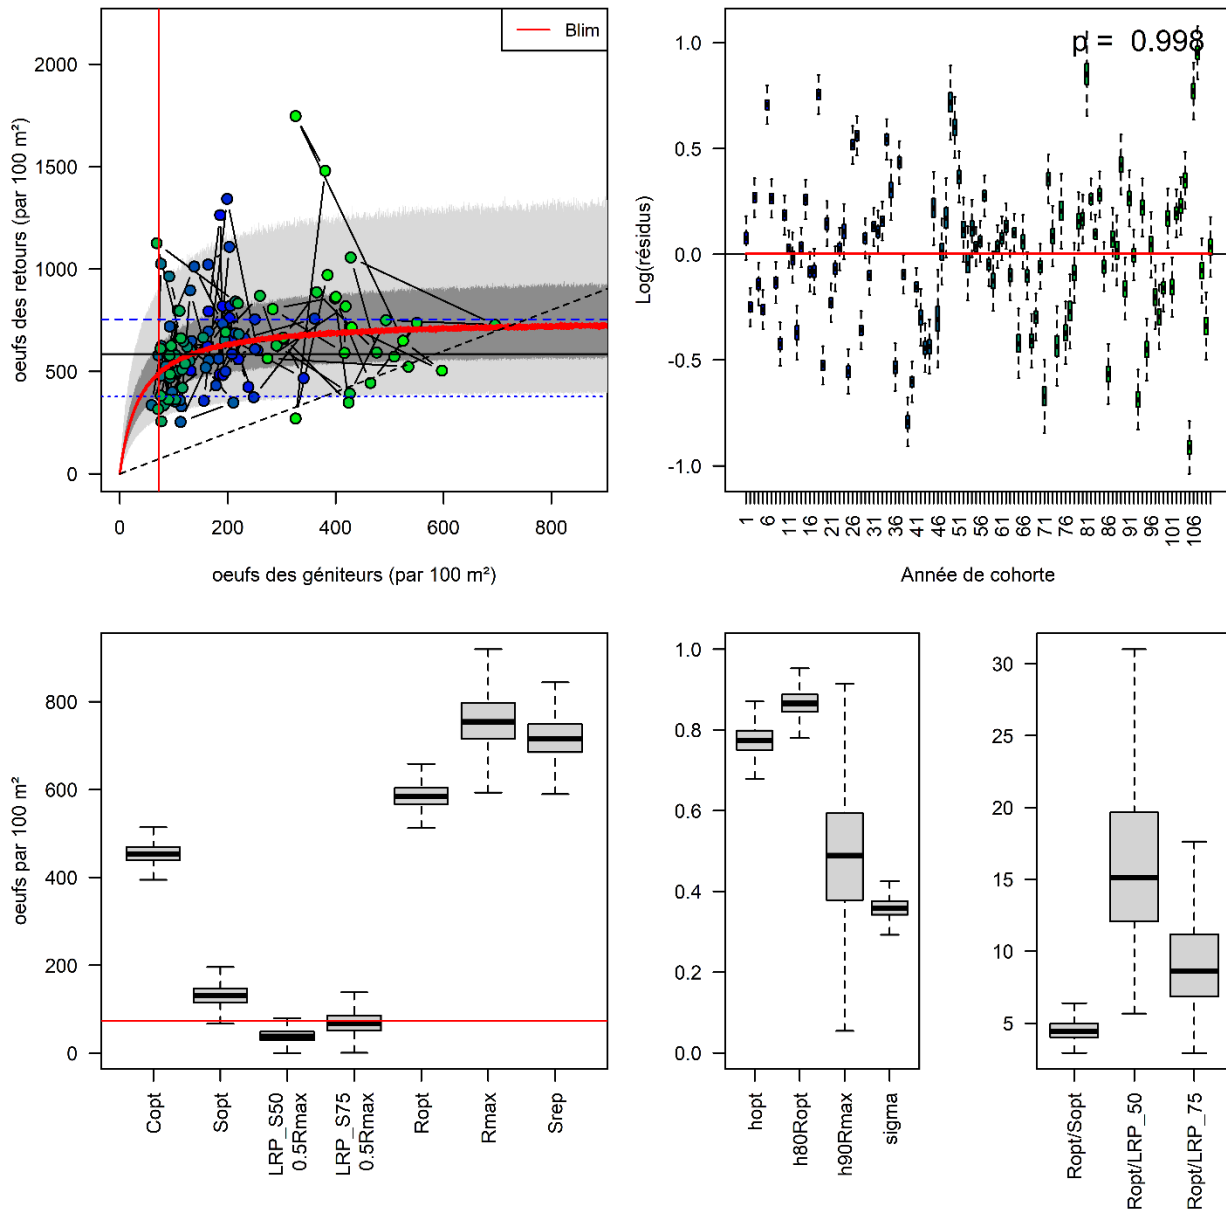 Blim
oeufs des retours (par 100 m²)
2000
1500
1000
500
0
0 200 400 600 800
oeufs des géniteurs (par 100 m²)
p = 0.998
Log(résidus)
1.0
0.5
0.0
-0.5
-1.0
1 6 11 16 21 26 31 36 41 46 51 56 61 66 71 76 81 86 91 96 101 106
Année de cohorte
oeufs par 100 m²
800
600
400
200
0
Copt
Sopt
LRP_S50
0.5Rmax
LRP_S75
0.5Rmax
Ropt
Rmax
Srep
1.0
0.8
0.6
0.4
0.2
0.0
hopt
h80Ropt
h90Rmax
sigma
30
25
20
15
10
5
Ropt/Sopt
Ropt/LRP_50
Ropt/LRP_75